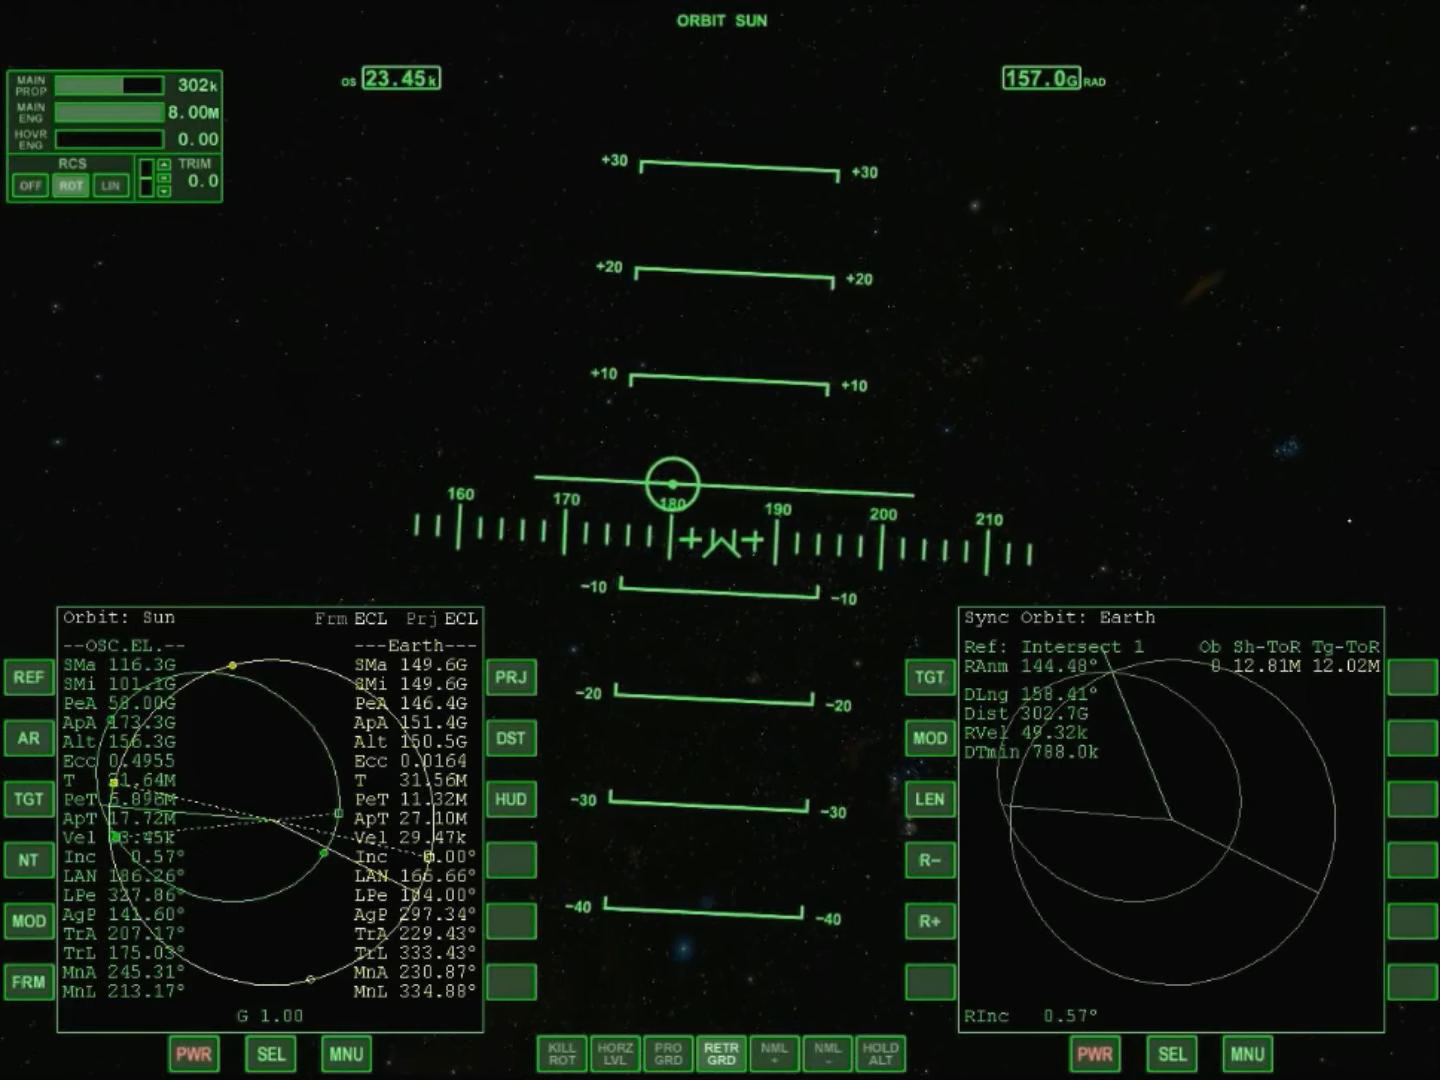 ORBIT SUN
MAIN PROP 302k
MAIN ENG 8.00M
HOVR ENG 0.00
RCS TRIM
OFF ROT LIN 0.0
OS 23.45k
157.0G RAD
+30 +30
+20 +20
+10 +10
160 170 180 190 200 210
-10 -10
-20 -20
-30 -30
-40 -40
Orbit: Sun Frm ECL Prj ECL
--OSC.EL.-- ---Earth---
SMa 116.3G SMa 149.6G
SMi 101.1G SMi 149.6G
PeA 58.00G PeA 146.4G
ApA 173.3G ApA 151.4G
Alt 156.3G Alt 150.5G
Ecc 0.4955 Ecc 0.0164
T 21.64M T 31.56M
PeT 6.896M PeT 11.32M
ApT 17.72M ApT 27.10M
Vel 23.45k Vel 29.47k
Inc 0.57° Inc 0.00°
LAN 186.26° LAN 166.66°
LPe 327.86° LPe 104.00°
AgP 141.60° AgP 297.34°
TrA 207.17° TrA 229.43°
TrL 175.03° TrL 333.43°
MnA 245.31° MnA 230.87°
MnL 213.17° MnL 334.88°
G 1.00
REF
AR
TGT
NT
MOD
FRM
PRJ
DST
HUD
PWR SEL MNU
KILL ROT
HORZ LVL
PRO GRD
RETR GRD
NML +
NML -
HOLD ALT
Sync Orbit: Earth
Ref: Intersect 1 Ob Sh-ToR Tg-ToR
RAnm 144.48° 0 12.81M 12.02M
DLng 158.41°
Dist 302.7G
RVel 49.32k
DTmin 788.0k
RInc 0.57°
TGT
MOD
LEN
R-
R+
PWR SEL MNU